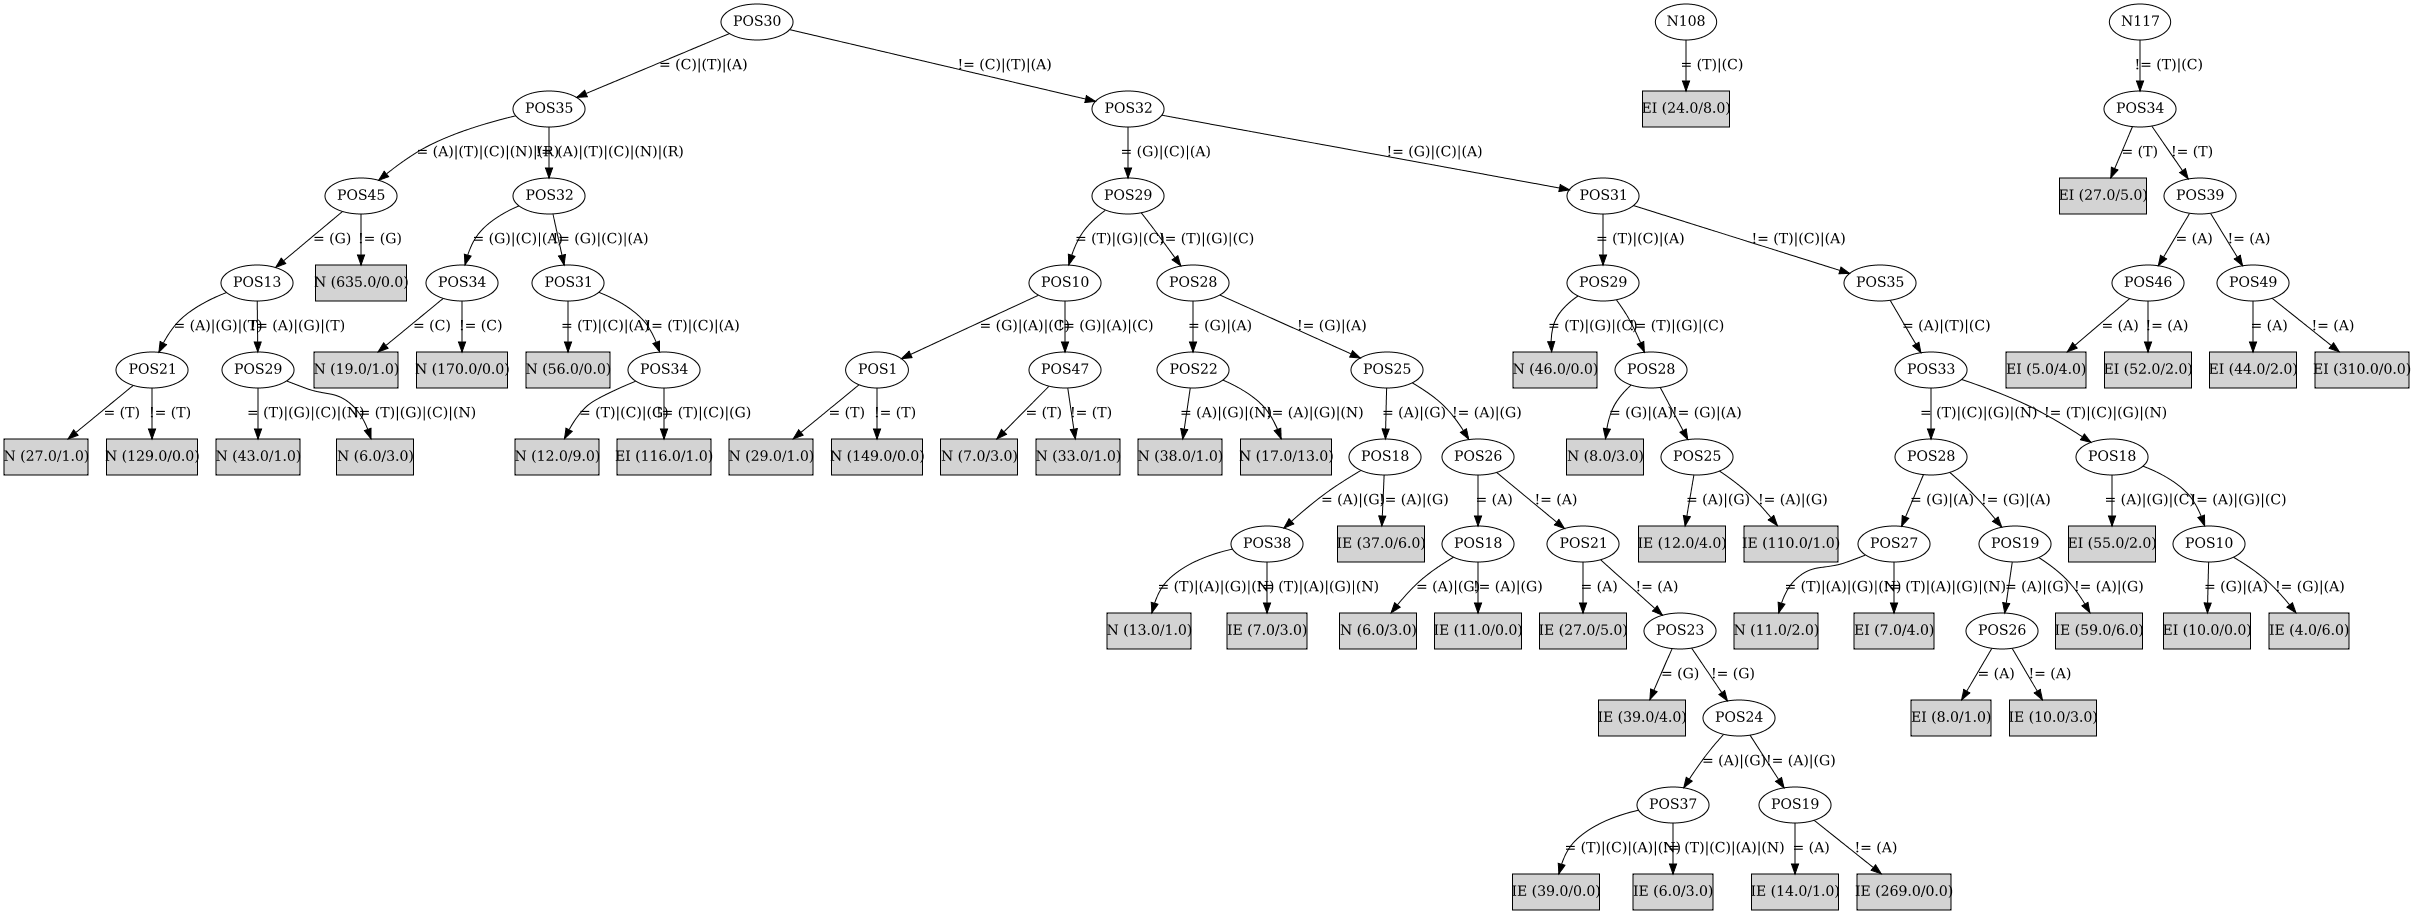 POS30 N108 N117
= (C)|(T)|(A) != (C)|(T)|(A) = (T)|(C) != (T)|(C)
POS35 POS32 EI (24.0/8.0) POS34
= (A)|(T)|(C)|(N)|(R) != (A)|(T)|(C)|(N)|(R) = (G)|(C)|(A) != (G)|(C)|(A) = (T) != (T)
POS45 POS32 POS29 POS31 EI (27.0/5.0) POS39
= (G) != (G) = (G)|(C)|(A) != (G)|(C)|(A) = (T)|(G)|(C) != (T)|(G)|(C) = (T)|(C)|(A) != (T)|(C)|(A) = (A) != (A)
POS13 N (635.0/0.0) POS34 POS31 POS10 POS28 POS29 POS35 POS46 POS49
= (A)|(G)|(T) != (A)|(G)|(T) = (C) != (C) = (T)|(C)|(A) != (T)|(C)|(A) = (G)|(A)|(C) != (G)|(A)|(C) = (G)|(A) != (G)|(A) = (T)|(G)|(C) != (T)|(G)|(C) = (A)|(T)|(C) = (A) != (A) = (A) != (A)
POS21 POS29 N (19.0/1.0) N (170.0/0.0) N (56.0/0.0) POS34 POS1 POS47 POS22 POS25 N (46.0/0.0) POS28 POS33 EI (5.0/4.0) EI (52.0/2.0) EI (44.0/2.0) EI (310.0/0.0)
= (T) != (T) = (T)|(G)|(C)|(N) != (T)|(G)|(C)|(N) = (T)|(C)|(G) != (T)|(C)|(G) = (T) != (T) = (T) != (T) = (A)|(G)|(N) != (A)|(G)|(N) = (A)|(G) != (A)|(G) = (G)|(A) != (G)|(A) = (T)|(C)|(G)|(N) != (T)|(C)|(G)|(N)
N (27.0/1.0) N (129.0/0.0) N (43.0/1.0) N (6.0/3.0) N (12.0/9.0) EI (116.0/1.0) N (29.0/1.0) N (149.0/0.0) N (7.0/3.0) N (33.0/1.0) N (38.0/1.0) N (17.0/13.0) POS18 POS26 N (8.0/3.0) POS25 POS28 POS18
= (A)|(G) != (A)|(G) = (A) != (A) = (A)|(G) != (A)|(G) = (G)|(A) != (G)|(A) = (A)|(G)|(C) != (A)|(G)|(C)
POS38 IE (37.0/6.0) POS18 POS21 IE (12.0/4.0) IE (110.0/1.0) POS27 POS19 EI (55.0/2.0) POS10
= (T)|(A)|(G)|(N) != (T)|(A)|(G)|(N) = (A)|(G) != (A)|(G) = (A) != (A) = (T)|(A)|(G)|(N) != (T)|(A)|(G)|(N) = (A)|(G) != (A)|(G) = (G)|(A) != (G)|(A)
N (13.0/1.0) IE (7.0/3.0) N (6.0/3.0) IE (11.0/0.0) IE (27.0/5.0) POS23 N (11.0/2.0) EI (7.0/4.0) POS26 IE (59.0/6.0) EI (10.0/0.0) IE (4.0/6.0)
= (G) != (G) = (A) != (A)
IE (39.0/4.0) POS24 EI (8.0/1.0) IE (10.0/3.0)
= (A)|(G) != (A)|(G)
POS37 POS19
= (T)|(C)|(A)|(N) != (T)|(C)|(A)|(N) = (A) != (A)
IE (39.0/0.0) IE (6.0/3.0) IE (14.0/1.0) IE (269.0/0.0)